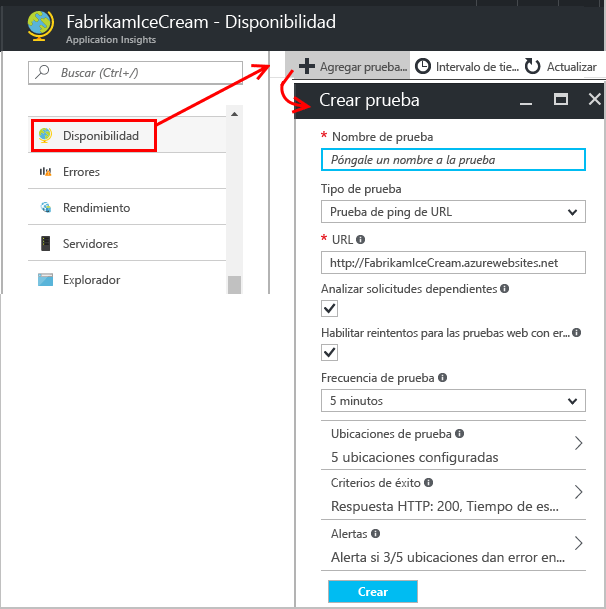 FabrikamIceCream - Disponibilidad
Application Insights
Buscar (Ctrl+/)
Disponibilidad
Errores
Rendimiento
Servidores
Explorador
Agregar prueba...
Intervalo de tie...
Actualizar
Crear prueba
* Nombre de prueba
Póngale un nombre a la prueba
Tipo de prueba
Prueba de ping de URL
* URL
http://FabrikamIceCream.azurewebsites.net
Analizar solicitudes dependientes
Habilitar reintentos para las pruebas web con er...
Frecuencia de prueba
5 minutos
Ubicaciones de prueba
5 ubicaciones configuradas
Criterios de éxito
Respuesta HTTP: 200, Tiempo de es...
Alertas
Alerta si 3/5 ubicaciones dan error en...
Crear